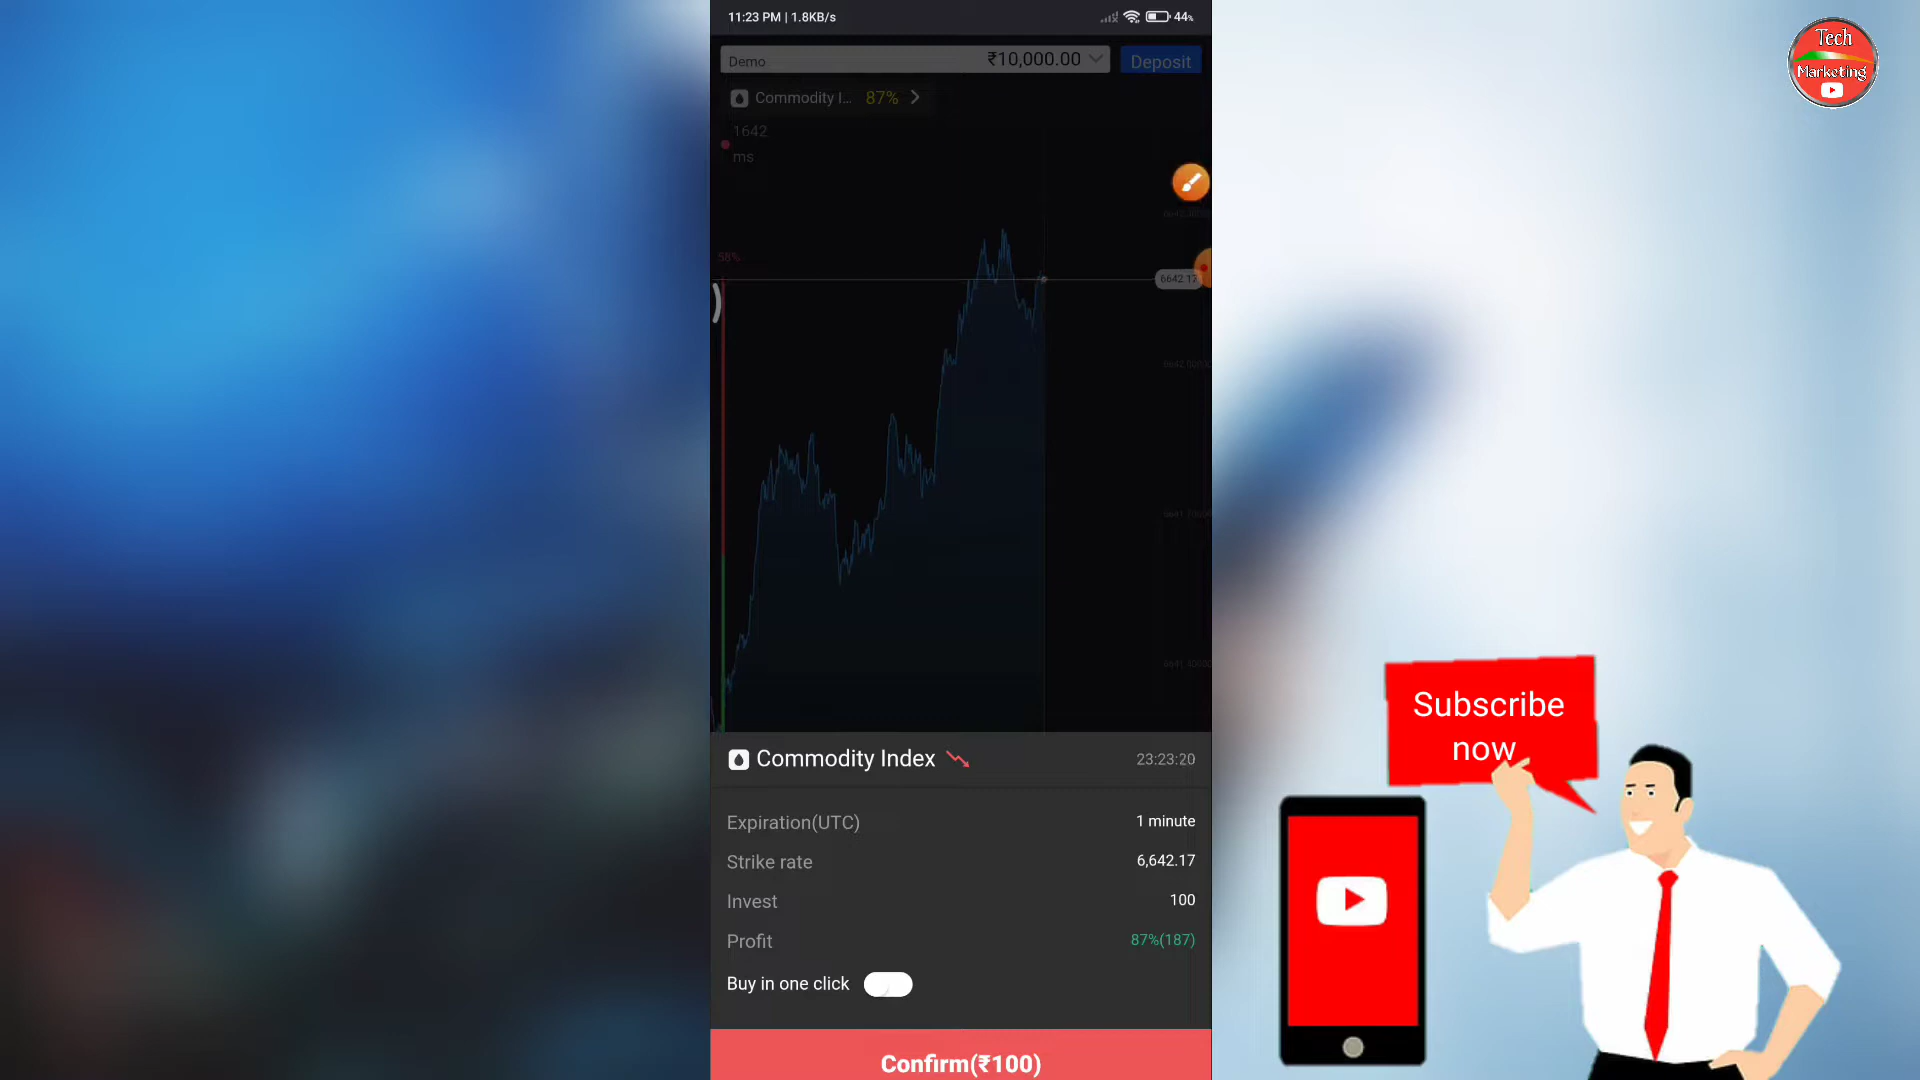 11:23 PM | 1.8KB/s
44%
Demo
₹10,000.00
Deposit
Commodity I...
87%
1642
ms
58%
6642.17
Commodity Index
23:23:20
Expiration(UTC)
1 minute
Strike rate
6,642.17
Invest
100
Profit
87%(187)
Buy in one click
Confirm(₹100)
Tech
Marketing
Subscribe
now